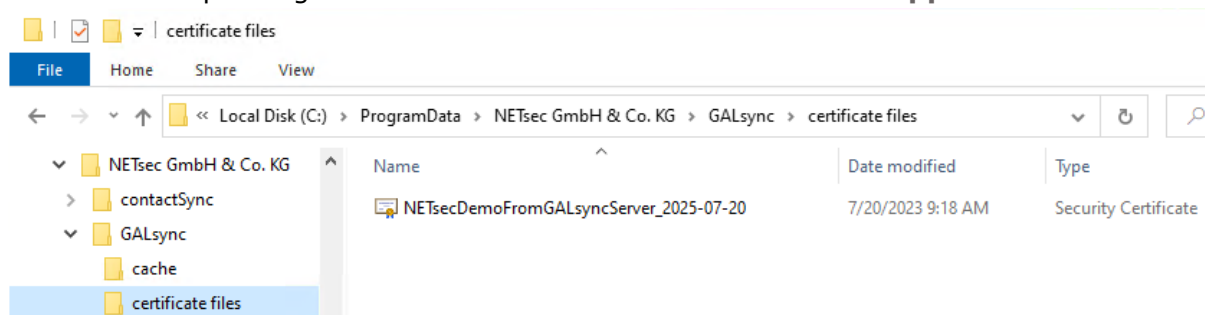 certificate files
File Home Share View
« Local Disk (C:) › ProgramData › NETsec GmbH & Co. KG › GALsync › certificate files
NETsec GmbH & Co. KG
contactSync
GALsync
cache
certificate files
Name Date modified Type
NETsecDemoFromGALsyncServer_2025-07-20 7/20/2023 9:18 AM Security Certificate